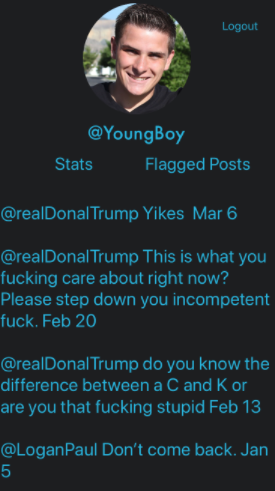 Logout
@YoungBoy
Stats Flagged Posts
@realDonalTrump Yikes Mar 6
@realDonalTrump This is what you
fucking care about right now?
Please step down you incompetent
fuck. Feb 20
@realDonalTrump do you know the
difference between a C and K or
are you that fucking stupid Feb 13
@LoganPaul Don’t come back. Jan
5